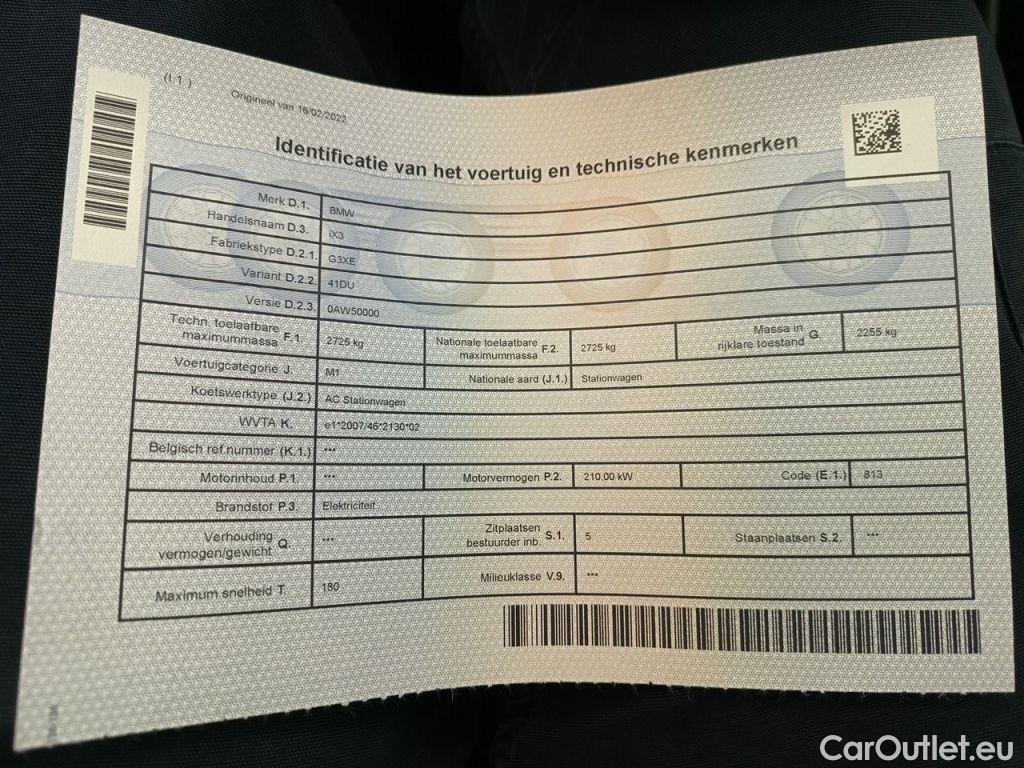 (I.1)
Origineel van 16/02/2022
Identificatie van het voertuig en technische kenmerken
Merk D.1. BMW
Handelsnaam D.3. iX3
Fabriekstype D.2.1. G3XE
Variant D.2.2. 41DU
Versie D.2.3. 0AW50000
Techn. toelaatbare maximummassa F.1. 2725 kg Nationale toelaatbare maximummassa F.2. 2725 kg Massa in rijklare toestand G. 2255 kg
Voertuigcategorie J. M1 Nationale aard (J.1.) Stationwagen
Koetswerktype (J.2.) AC Stationwagen
WVTA K. e1*2007/46*2130*02
Belgisch ref.nummer (K.1.) ***
Motorinhoud P.1. *** Motorvermogen P.2. 210,00 kW Code (E.1.) 813
Brandstof P.3. Elektriciteit
Verhouding vermogen/gewicht Q. *** Zitplaatsen bestuurder inb. S.1. 5 Staanplaatsen S.2. ***
Maximum snelheid T. 180 Milieuklasse V.9. ***
CarOutlet.eu